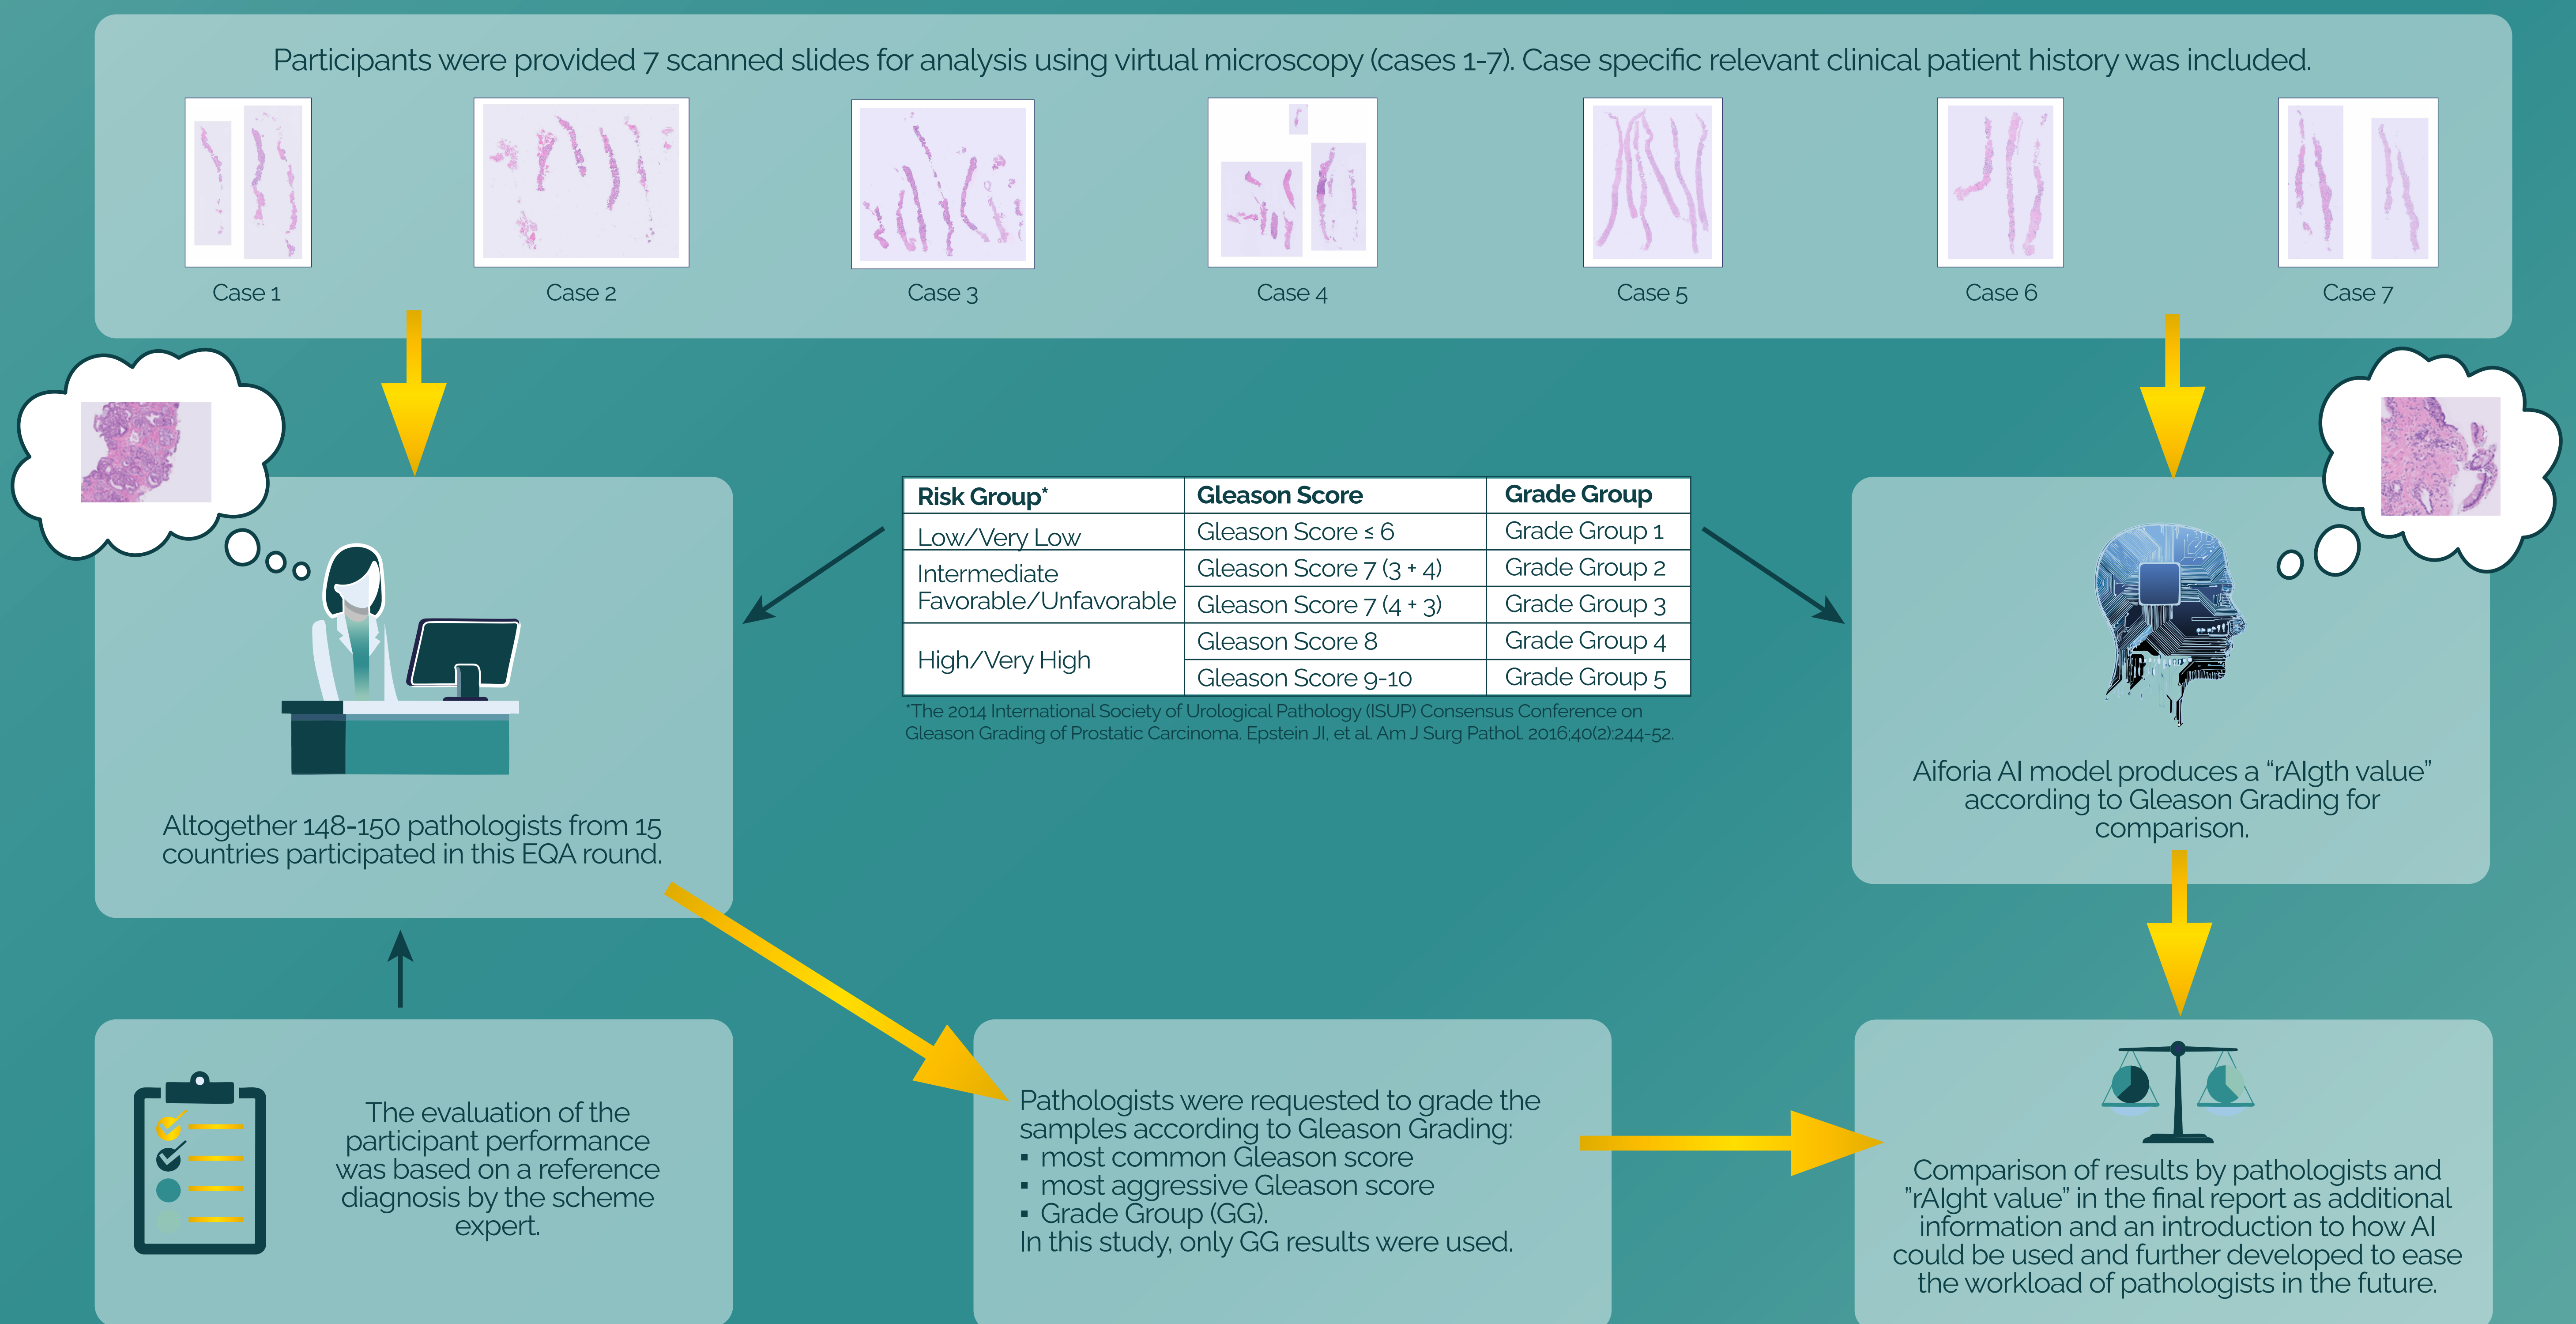 Participants were provided 7 scanned slides for analysis using virtual microscopy (cases 1-7). Case specific relevant clinical patient history was included.
Case 1
Case 2
Case 3
Case 4
Case 5
Case 6
Case 7
Altogether 148-150 pathologists from 15
countries participated in this EQA round.
Risk Group* Gleason Score Grade Group
Low/Very Low Gleason Score ≤ 6 Grade Group 1
Intermediate Gleason Score 7 (3 + 4) Grade Group 2
Favorable/Unfavorable Gleason Score 7 (4 + 3) Grade Group 3
High/Very High Gleason Score 8 Grade Group 4
Gleason Score 9-10 Grade Group 5
*The 2014 International Society of Urological Pathology (ISUP) Consensus Conference on
Gleason Grading of Prostatic Carcinoma. Epstein JI, et al. Am J Surg Pathol. 2016;40(2):244-52.
Aiforia AI model produces a “rAIgth value”
according to Gleason Grading for
comparison.
The evaluation of the
participant performance
was based on a reference
diagnosis by the scheme
expert.
Pathologists were requested to grade the
samples according to Gleason Grading:
▪ most common Gleason score
▪ most aggressive Gleason score
▪ Grade Group (GG).
In this study, only GG results were used.
Comparison of results by pathologists and
”rAIght value” in the final report as additional
information and an introduction to how AI
could be used and further developed to ease
the workload of pathologists in the future.